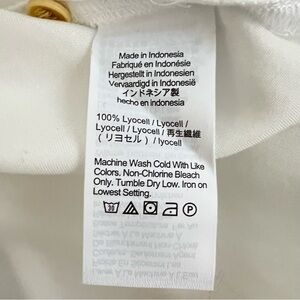 Made in Indonesia
Fabriqué en Indonésie
Hergestellt in Indonesien
Vervaardigd in Indonesië
インドネシア製
hecho en indonesia
100% Lyocell / Lyocell /
Lyocell / Lyocell / 再生繊維
(リヨセル) / lyocell
Machine Wash Cold With Like
Colors. Non-Chlorine Bleach
Only. Tumble Dry Low. Iron on
Lowest Setting.